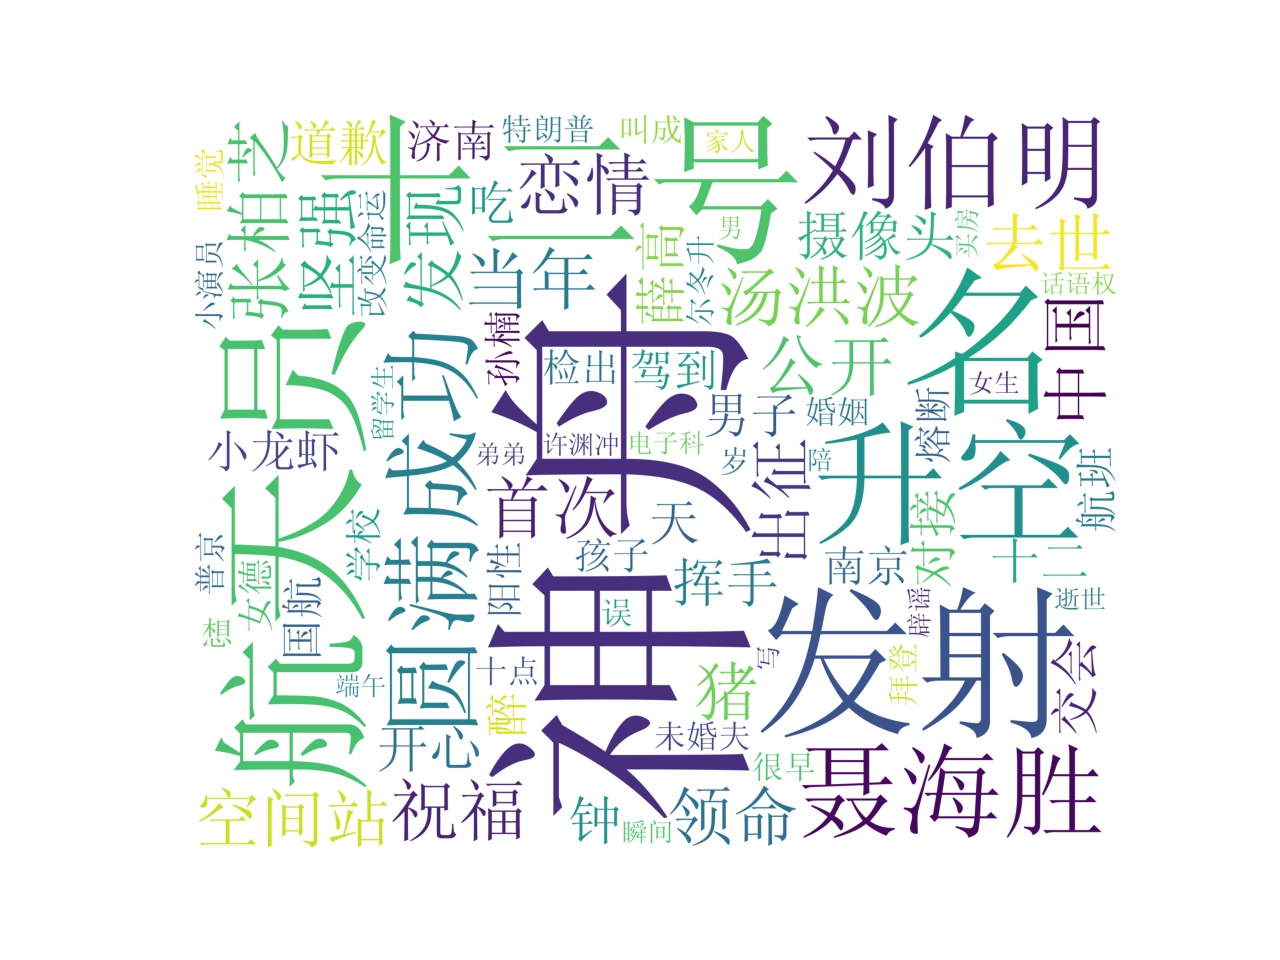 睡觉
小演员
张柏芝
道歉
坚强
改变
命运
十二号
济南
发现
特朗普
叫成
恋情
吃
当年
家人
男
薛
高
升
尔冬
刘伯明
摄像头
买房
去世
话语权
汤洪波
名
中国
航天员
圆满成功
留学生
孙楠
神舟
检出
驾到
公开
女生
小龙虾
弟弟
许渊冲
电子科
男子
婚姻
熔断
岁
陪
升空
航班
普京
女德
学校
首次
天
出征
对接
十二
阳性
孩子
挥手
南京
想
国航
误
发射
辟谣
逝世
端午
十点
猪
写
拜登
交会
开心
醉
未婚夫
很早
空间站
祝福
钟
瞬间
领命
聂海胜